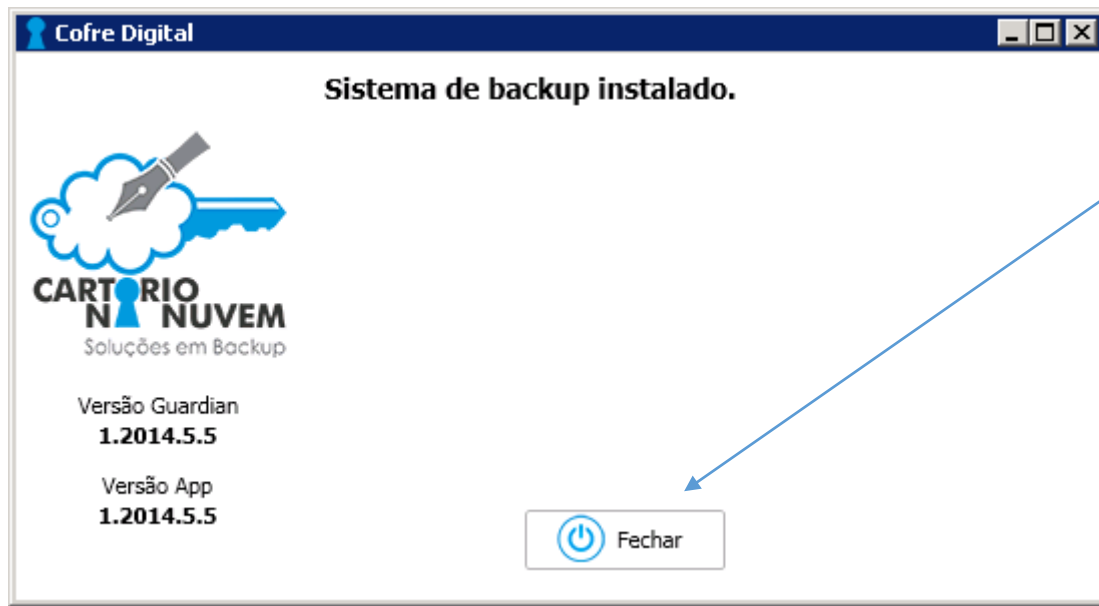 Cofre Digital
Sistema de backup instalado.
CARTÓRIO
NA NUVEM
Soluções em Backup
Versão Guardian
1.2014.5.5
Versão App
1.2014.5.5
Fechar